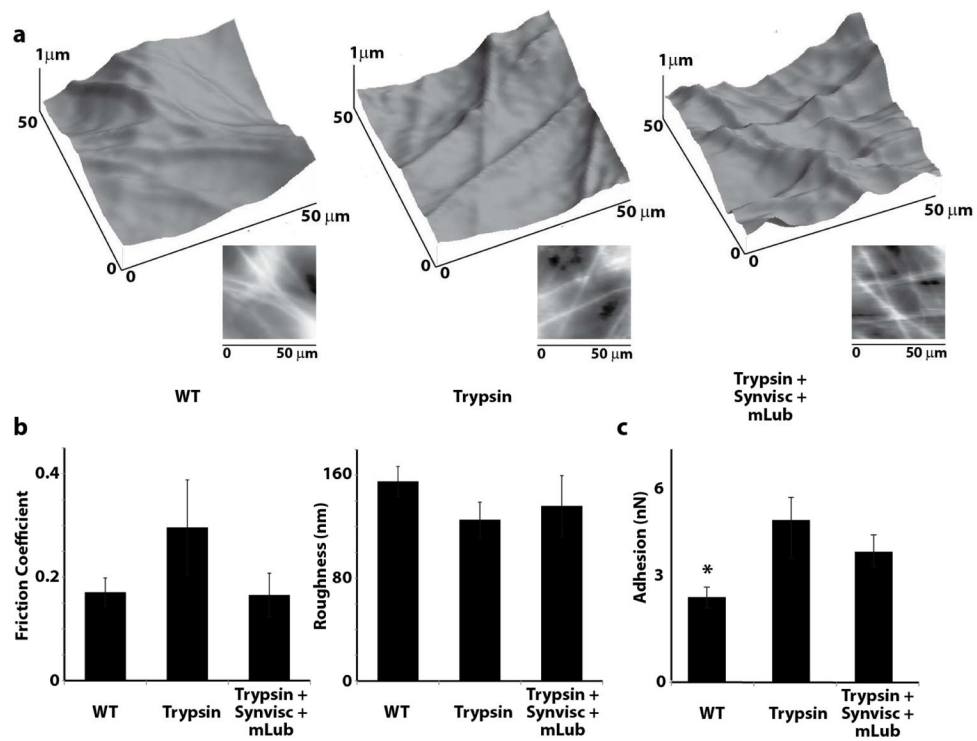 a
1μm
50
0
0
50 μm
0 50 μm
WT
1μm
50
0
0
50 μm
0 50 μm
Trypsin
1μm
50
0
0
50 μm
0 50 μm
Trypsin +
Synvisc +
mLub
b
Friction Coefficient
0.4
0.2
0
WT
Trypsin
Trypsin +
Synvisc +
mLub
Roughness (nm)
160
80
0
WT
Trypsin
Trypsin +
Synvisc +
mLub
c
Adhesion (nN)
6
3
0
*
WT
Trypsin
Trypsin +
Synvisc +
mLub